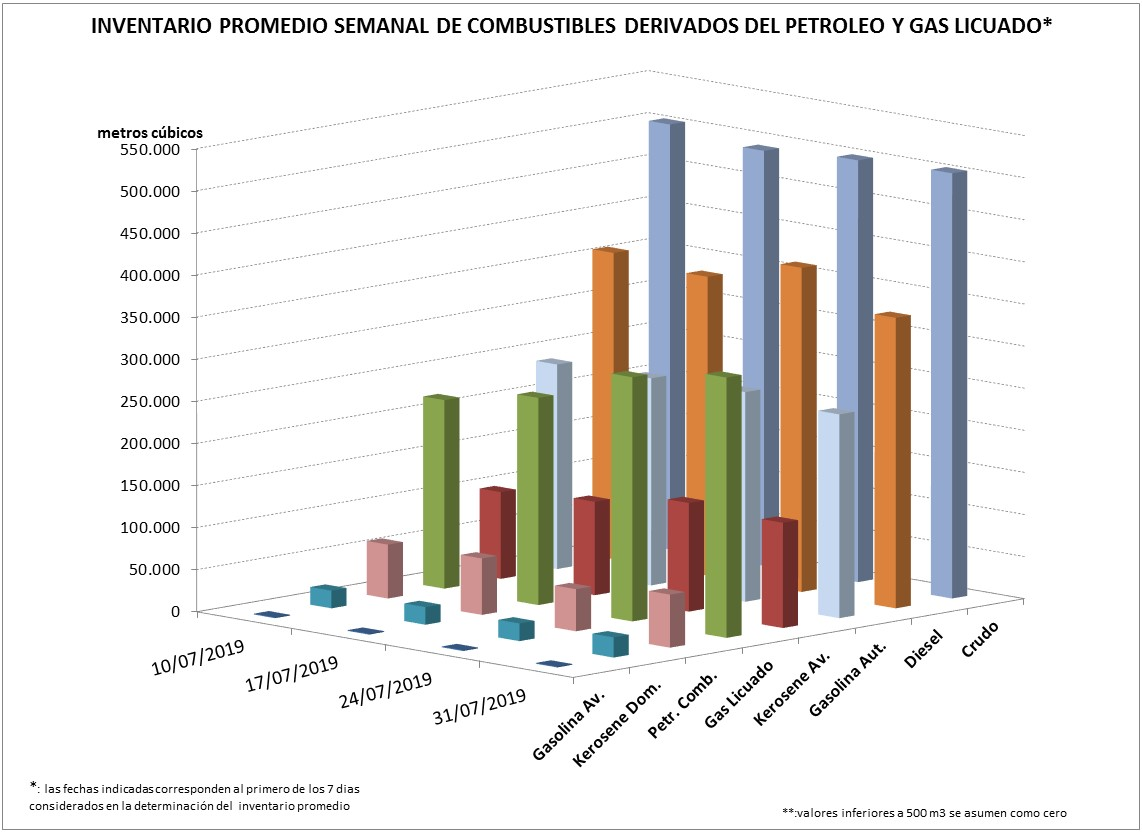 INVENTARIO PROMEDIO SEMANAL DE COMBUSTIBLES DERIVADOS DEL PETROLEO Y GAS LICUADO*
metros cúbicos
550.000
500.000
450.000
400.000
350.000
300.000
250.000
200.000
150.000
100.000
50.000
0
10/07/2019
17/07/2019
24/07/2019
31/07/2019
Gasolina Av.
Kerosene Dom.
Petr. Comb.
Gas Licuado
Kerosene Av.
Gasolina Aut.
Diesel
Crudo
*: las fechas indicadas corresponden al primero de los 7 dias
considerados en la determinación del inventario promedio
**:valores inferiores a 500 m3 se asumen como cero